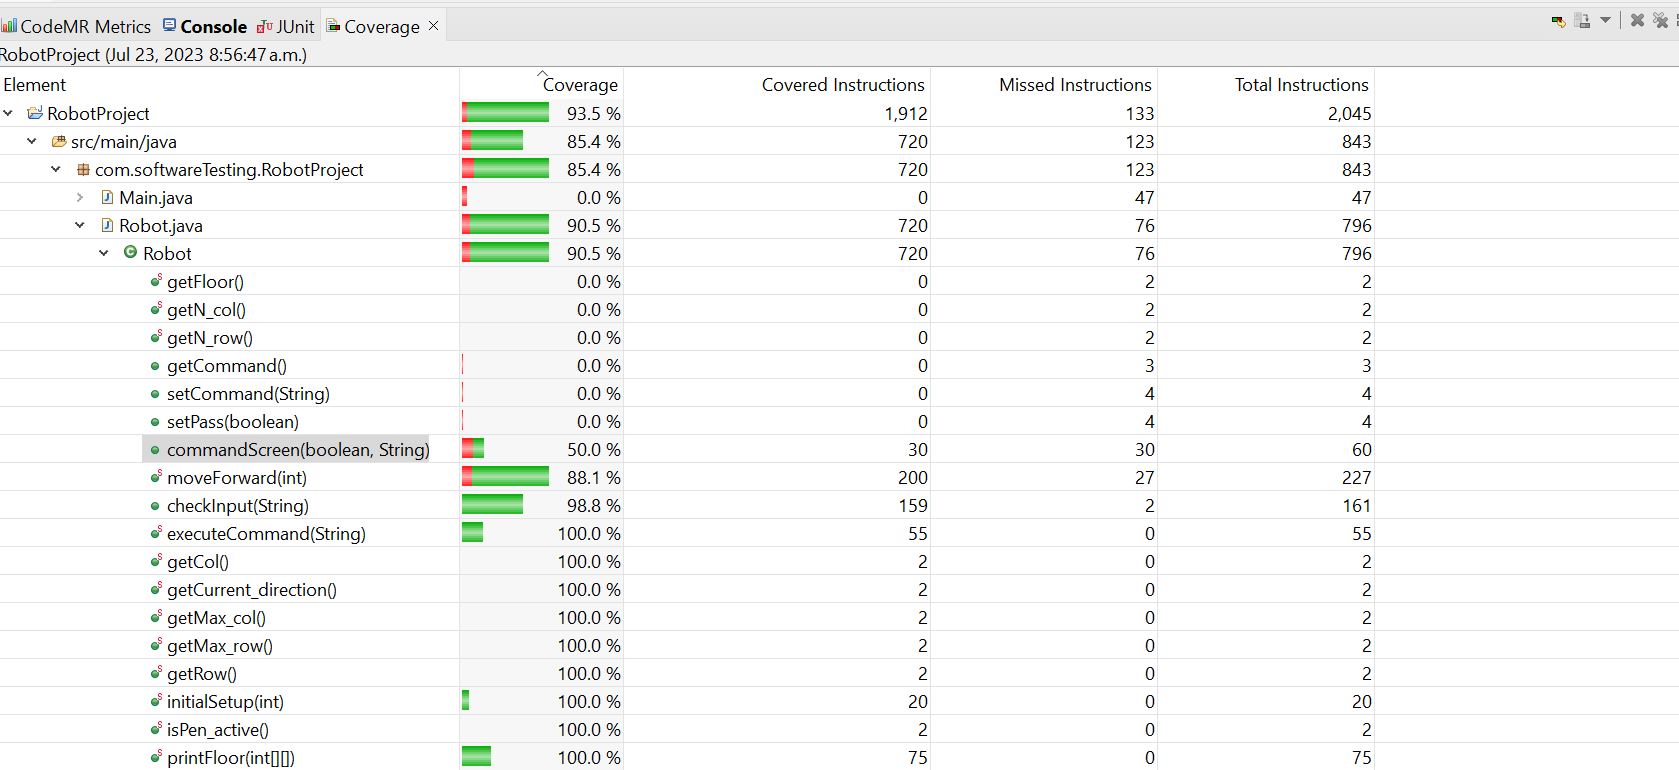 CodeMR Metrics Console JUnit Coverage
RobotProject (Jul 23, 2023 8:56:47 a.m.)
Element Coverage Covered Instructions Missed Instructions Total Instructions
RobotProject 93.5 % 1,912 133 2,045
src/main/java 85.4 % 720 123 843
com.softwareTesting.RobotProject 85.4 % 720 123 843
Main.java 0.0 % 0 47 47
Robot.java 90.5 % 720 76 796
Robot 90.5 % 720 76 796
getFloor() 0.0 % 0 2 2
getN_col() 0.0 % 0 2 2
getN_row() 0.0 % 0 2 2
getCommand() 0.0 % 0 3 3
setCommand(String) 0.0 % 0 4 4
setPass(boolean) 0.0 % 0 4 4
commandScreen(boolean, String) 50.0 % 30 30 60
moveForward(int) 88.1 % 200 27 227
checkInput(String) 98.8 % 159 2 161
executeCommand(String) 100.0 % 55 0 55
getCol() 100.0 % 2 0 2
getCurrent_direction() 100.0 % 2 0 2
getMax_col() 100.0 % 2 0 2
getMax_row() 100.0 % 2 0 2
getRow() 100.0 % 2 0 2
initialSetup(int) 100.0 % 20 0 20
isPen_active() 100.0 % 2 0 2
printFloor(int[][]) 100.0 % 75 0 75